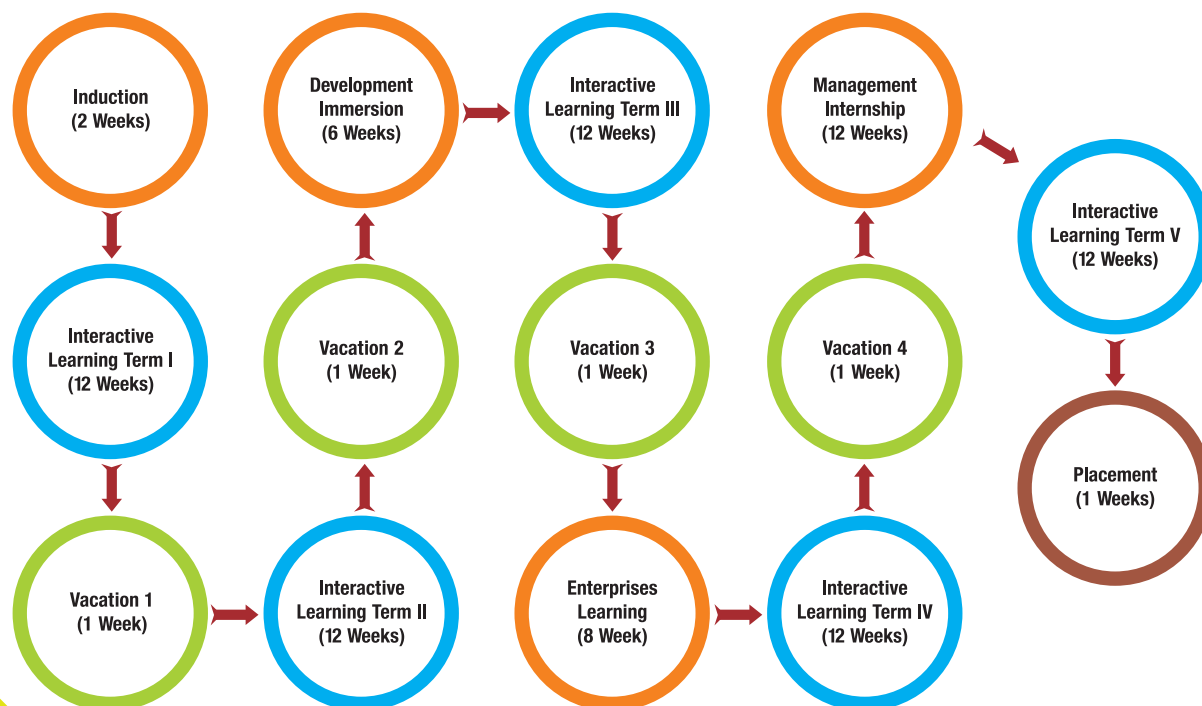 Induction
(2 Weeks)
Interactive
Learning Term I
(12 Weeks)
Vacation 1
(1 Week)
Interactive
Learning Term II
(12 Weeks)
Vacation 2
(1 Week)
Development
Immersion
(6 Weeks)
Interactive
Learning Term III
(12 Weeks)
Vacation 3
(1 Week)
Enterprises
Learning
(8 Week)
Interactive
Learning Term IV
(12 Weeks)
Vacation 4
(1 Week)
Management
Internship
(12 Weeks)
Interactive
Learning Term V
(12 Weeks)
Placement
(1 Weeks)